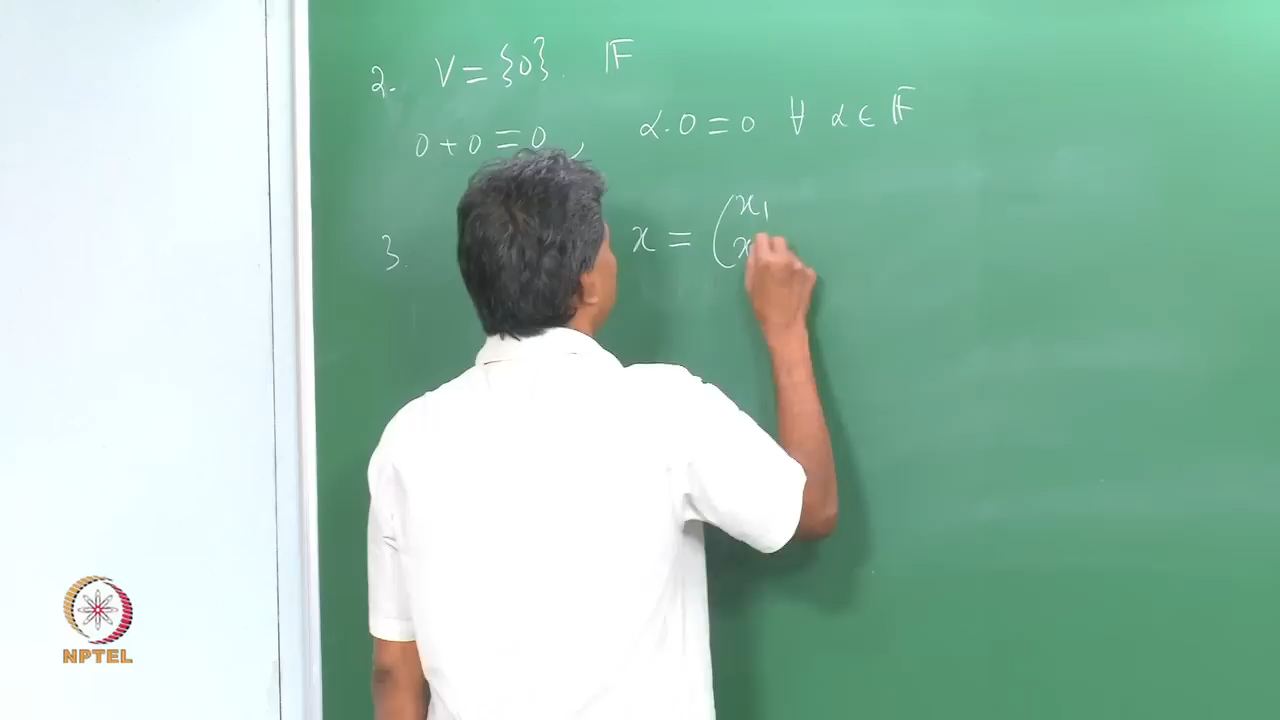 2. V = {0}. 𝔽
0 + 0 = 0 , α . 0 = 0 ∀ α ∈ 𝔽
3. x = ( x₁
x
NPTEL